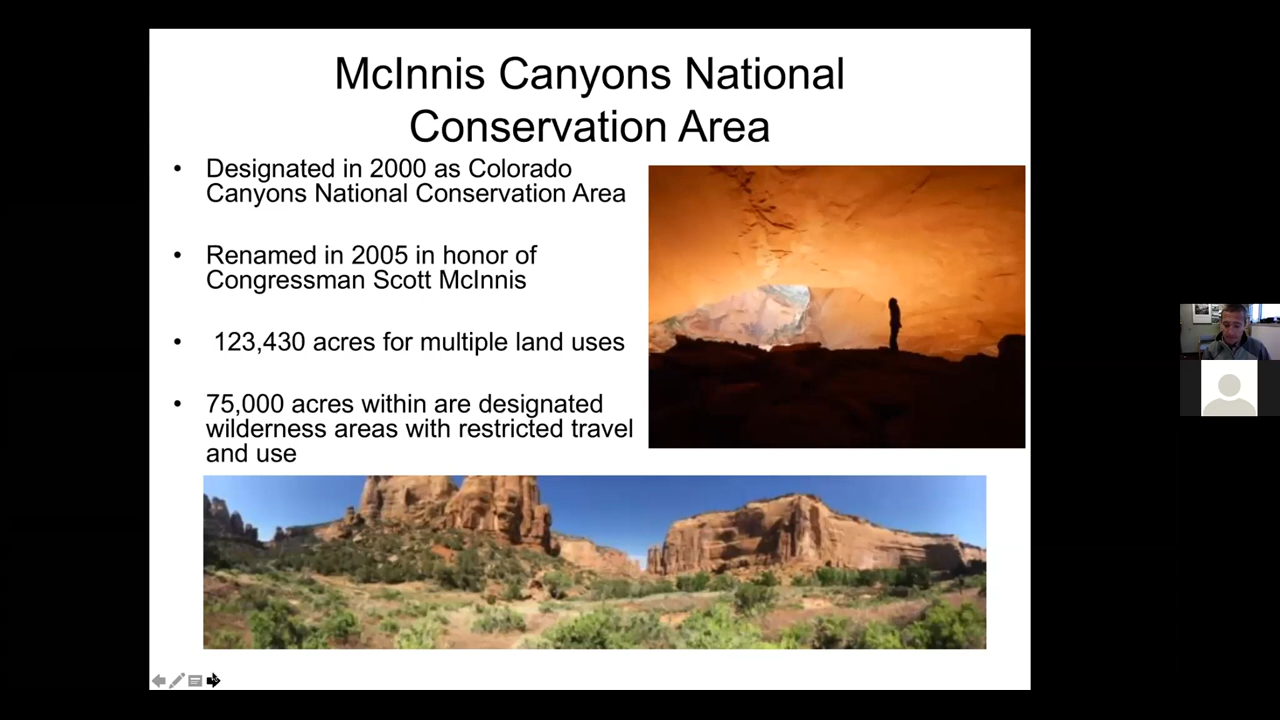 McInnis Canyons National
Conservation Area
• Designated in 2000 as Colorado
Canyons National Conservation Area
• Renamed in 2005 in honor of
Congressman Scott McInnis
• 123,430 acres for multiple land uses
• 75,000 acres within are designated
wilderness areas with restricted travel
and use